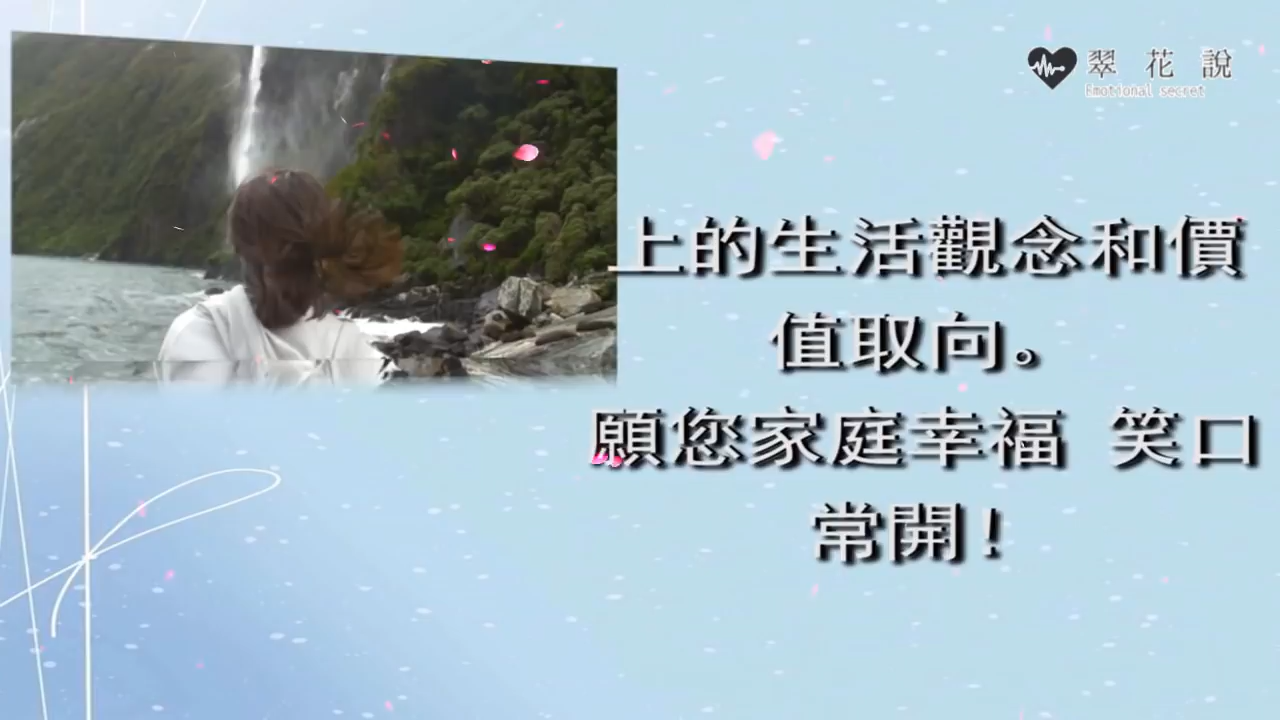 翠花說
Emotional secret
上的生活觀念和價
值取向。
願您家庭幸福 笑口
常開!